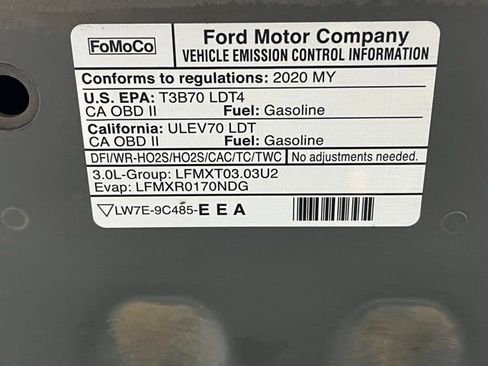 FoMoCo
Ford Motor Company
VEHICLE EMISSION CONTROL INFORMATION
Conforms to regulations: 2020 MY
U.S. EPA: T3B70 LDT4
CA OBD II Fuel: Gasoline
California: ULEV70 LDT
CA OBD II Fuel: Gasoline
DFI/WR-HO2S/HO2S/CAC/TC/TWC No adjustments needed.
3.0L-Group: LFMXT03.03U2
Evap: LFMXR0170NDG
LW7E-9C485-E E A